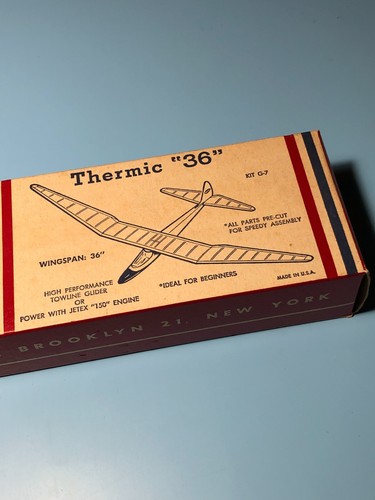 Thermic "36"
KIT G-7
*ALL PARTS PRE-CUT
FOR SPEEDY ASSEMBLY
WINGSPAN: 36"
HIGH PERFORMANCE
TOWLINE GLIDER
OR
POWER WITH JETEX "150" ENGINE
*IDEAL FOR BEGINNERS
MADE IN U.S.A.
BROOKLYN 21, NEW YORK